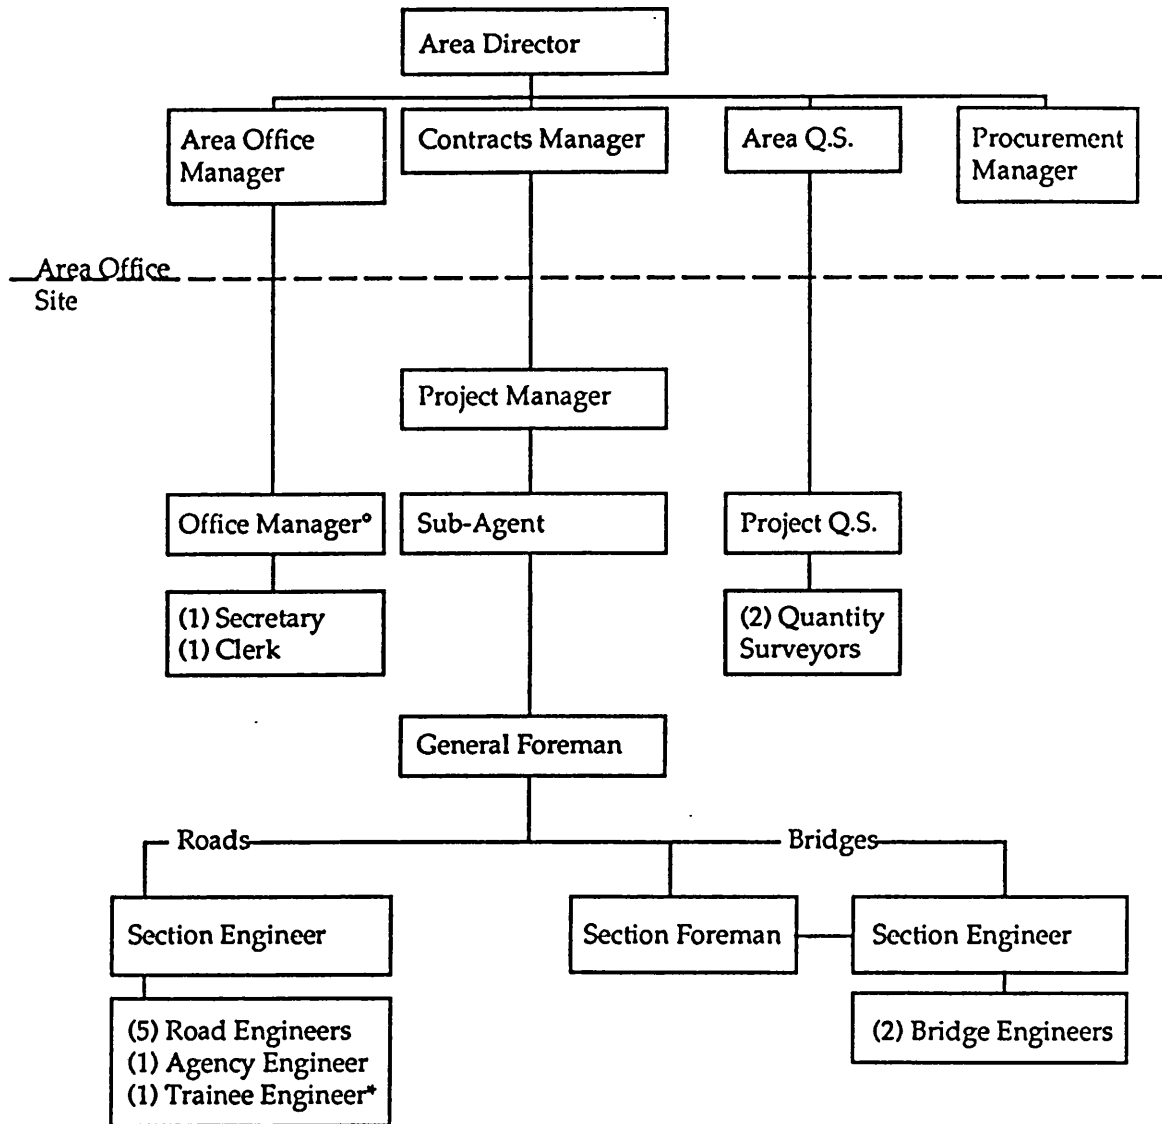 Area Director
Area Office
Manager
Contracts Manager
Area Q.S.
Procurement
Manager
Area Office
Site
Project Manager
Office Manager°
Sub-Agent
Project Q.S.
(1) Secretary
(1) Clerk
(2) Quantity
Surveyors
General Foreman
Roads
Bridges
Section Engineer
Section Foreman
Section Engineer
(5) Road Engineers
(1) Agency Engineer
(1) Trainee Engineer*
(2) Bridge Engineers